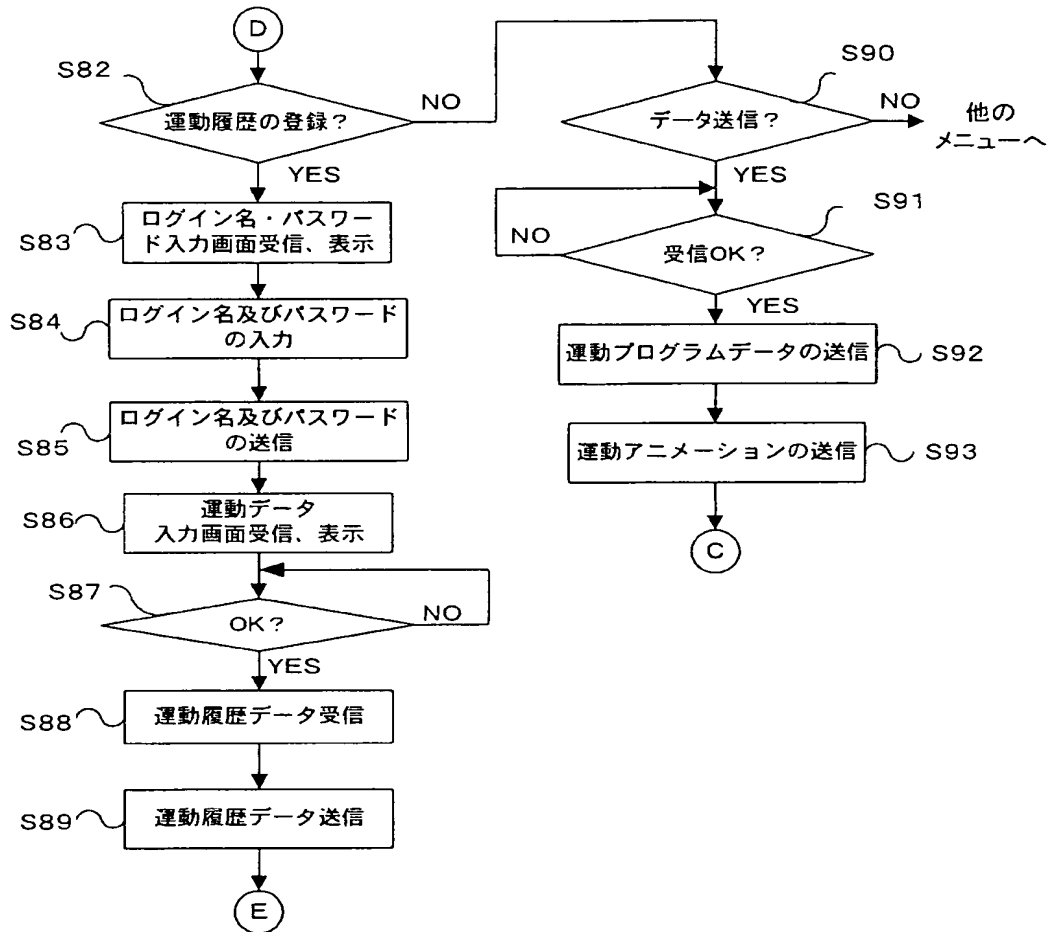 D
S82
運動履歴の登録?
NO
YES
S83
ログイン名・パスワー
ド入力画面受信、表示
S84
ログイン名及びパスワード
の入力
S85
ログイン名及びパスワード
の送信
S86
運動データ
入力画面受信、表示
S87
OK?
NO
YES
S88
運動履歴データ受信
S89
運動履歴データ送信
E
S90
データ送信?
NO
他の
メニューへ
YES
S91
NO
受信OK?
YES
運動プログラムデータの送信
S92
運動アニメーションの送信
S93
C